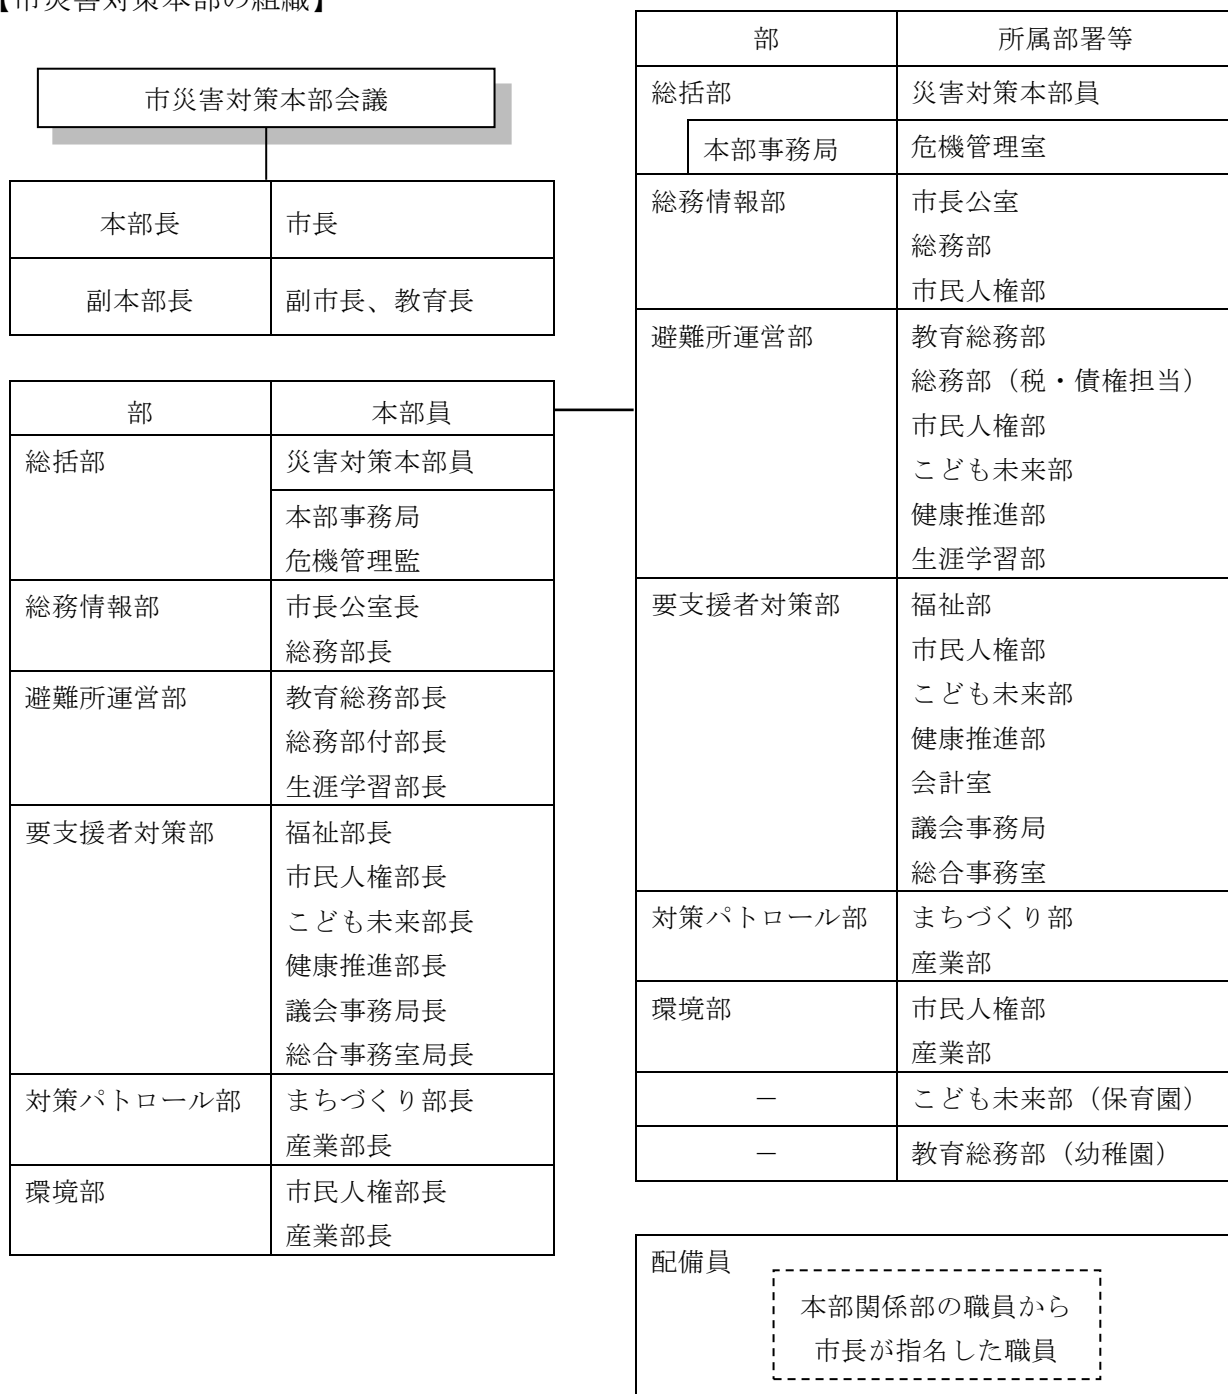 【市災害対策本部の組織】
市災害対策本部会議
本部長 市長
副本部長 副市長、教育長
部 本部員
総括部 災害対策本部員
本部事務局
危機管理監
総務情報部 市長公室長
総務部長
避難所運営部 教育総務部長
総務部付部長
生涯学習部長
要支援者対策部 福祉部長
市民人権部長
こども未来部長
健康推進部長
議会事務局長
総合事務室局長
対策パトロール部 まちづくり部長
産業部長
環境部 市民人権部長
産業部長
部 所属部署等
総括部 災害対策本部員
本部事務局 危機管理室
総務情報部 市長公室
総務部
市民人権部
避難所運営部 教育総務部
総務部（税・債権担当）
市民人権部
こども未来部
健康推進部
生涯学習部
要支援者対策部 福祉部
市民人権部
こども未来部
健康推進部
会計室
議会事務局
総合事務室
対策パトロール部 まちづくり部
産業部
環境部 市民人権部
産業部
－ こども未来部（保育園）
－ 教育総務部（幼稚園）
配備員
本部関係部の職員から
市長が指名した職員